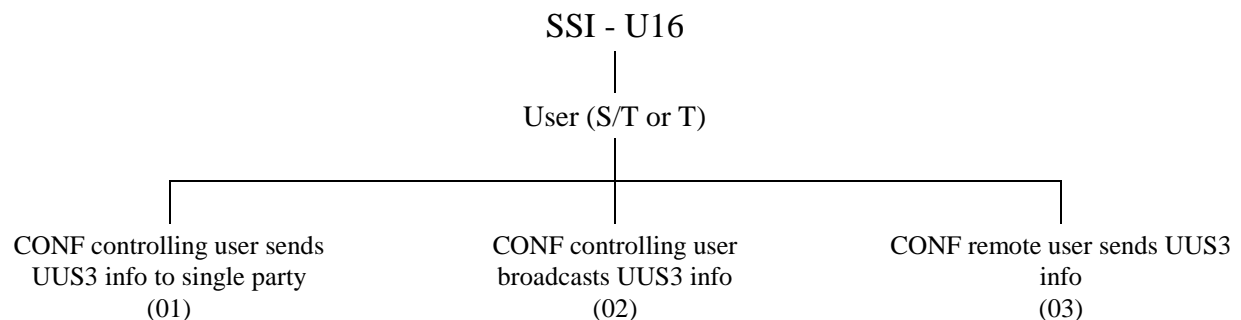 SSI - U16
User (S/T or T)
CONF controlling user sends
UUS3 info to single party
(01)
CONF controlling user
broadcasts UUS3 info
(02)
CONF remote user sends UUS3
info
(03)